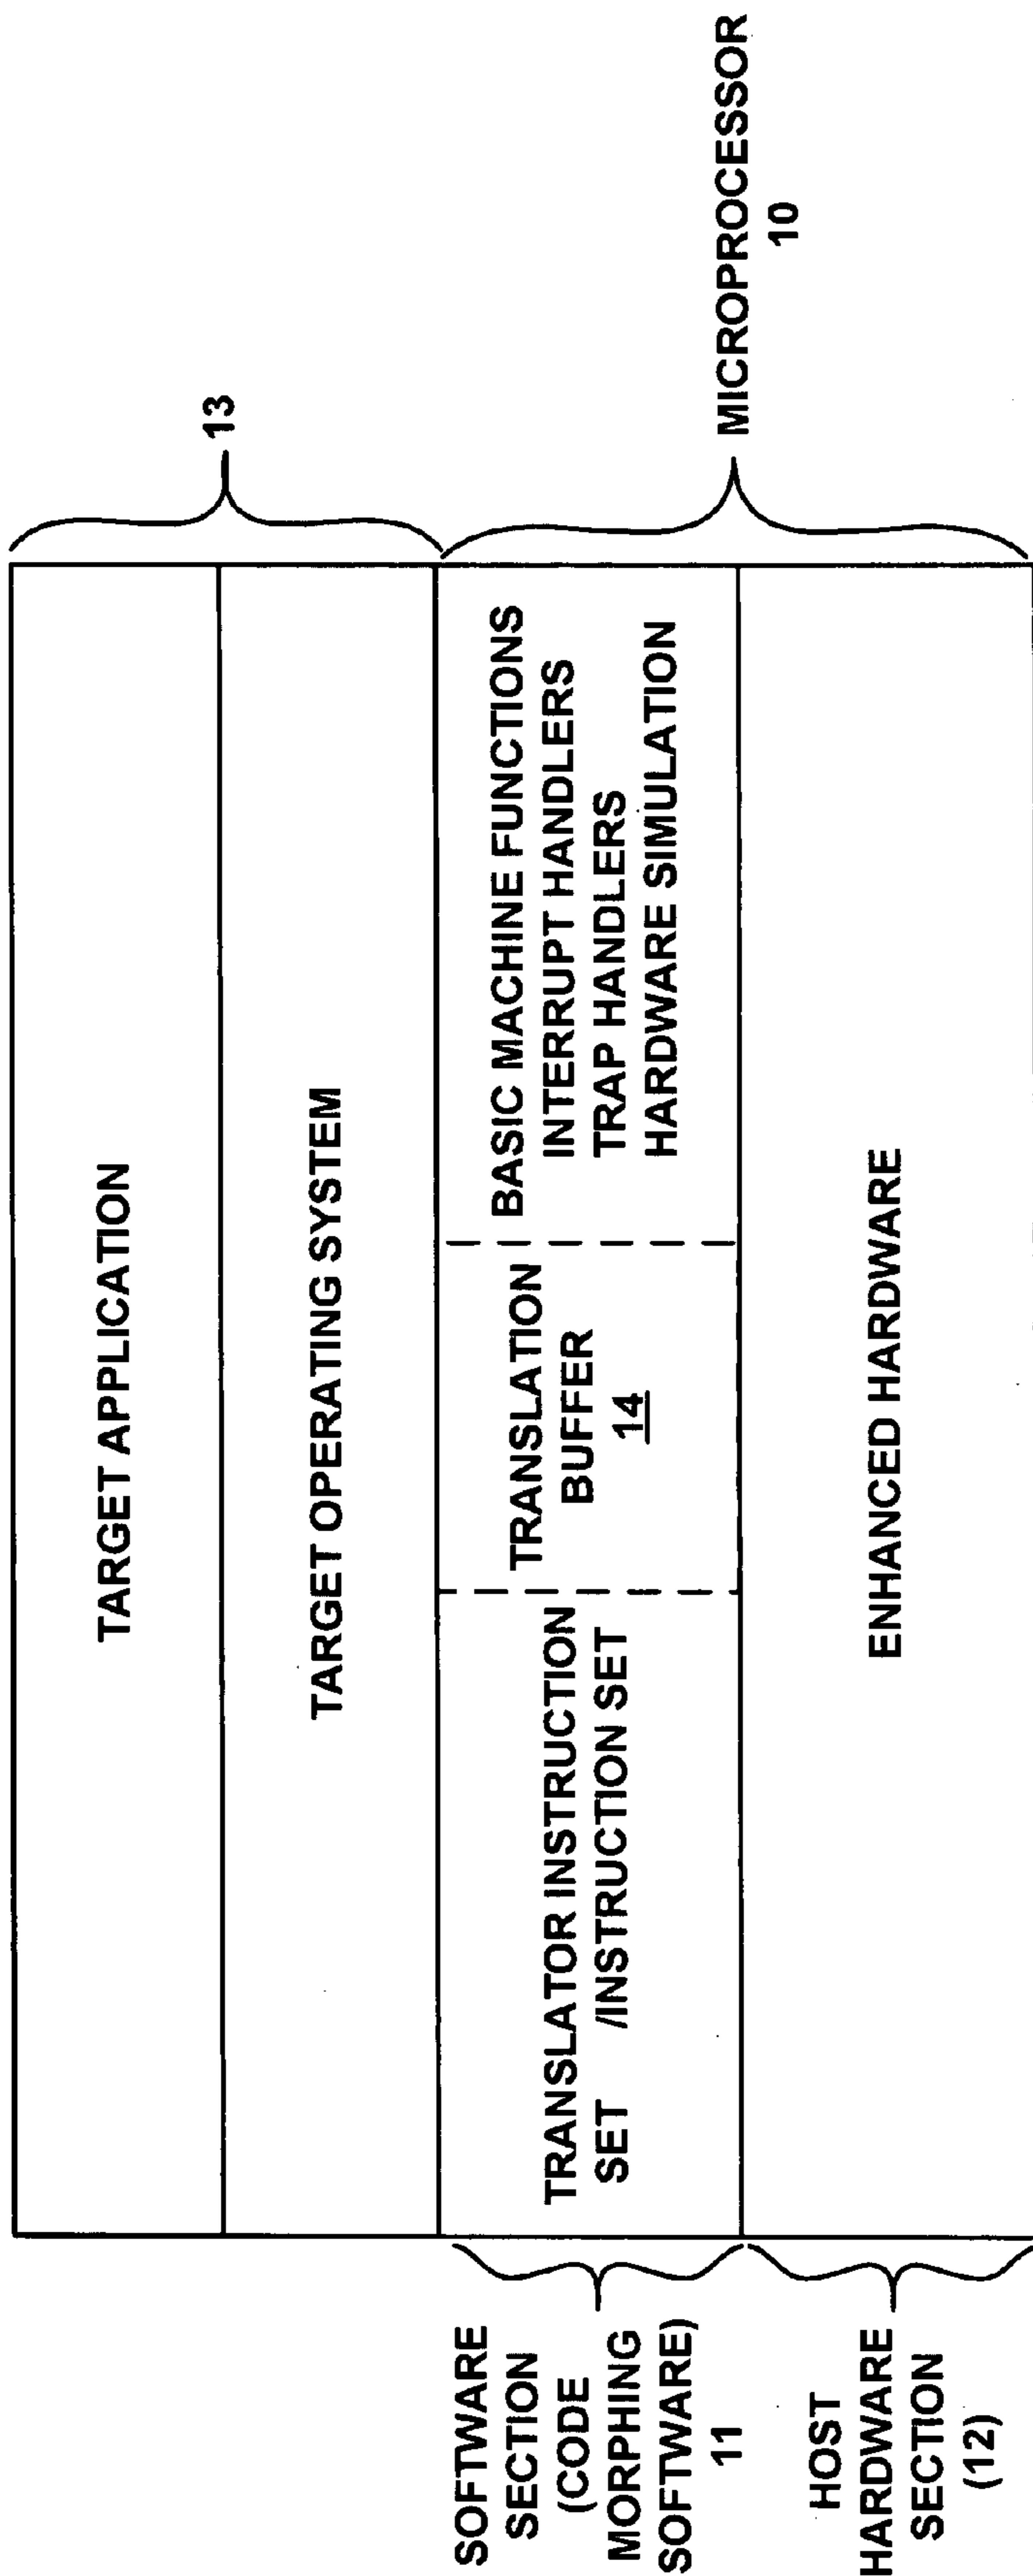 TARGET APPLICATION
13
TARGET OPERATING SYSTEM
SOFTWARE
SECTION
(CODE
MORPHING
SOFTWARE)
11
TRANSLATOR INSTRUCTION
SET /INSTRUCTION SET
TRANSLATION
BUFFER
14
BASIC MACHINE FUNCTIONS
INTERRUPT HANDLERS
TRAP HANDLERS
HARDWARE SIMULATION
MICROPROCESSOR
10
HOST
HARDWARE
SECTION
(12)
ENHANCED HARDWARE